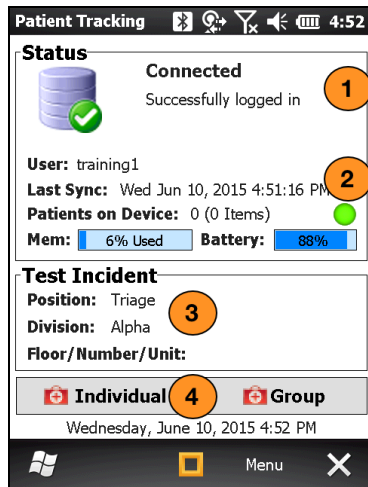 Patient Tracking 4:52
Status
Connected
Successfully logged in
1
User: training1
Last Sync: Wed Jun 10, 2015 4:51:16 PM
2
Patients on Device: 0 (0 Items)
Mem: 6% Used Battery: 88%
Test Incident
Position: Triage
3
Division: Alpha
Floor/Number/Unit:
Individual 4 Group
Wednesday, June 10, 2015 4:52 PM
Menu